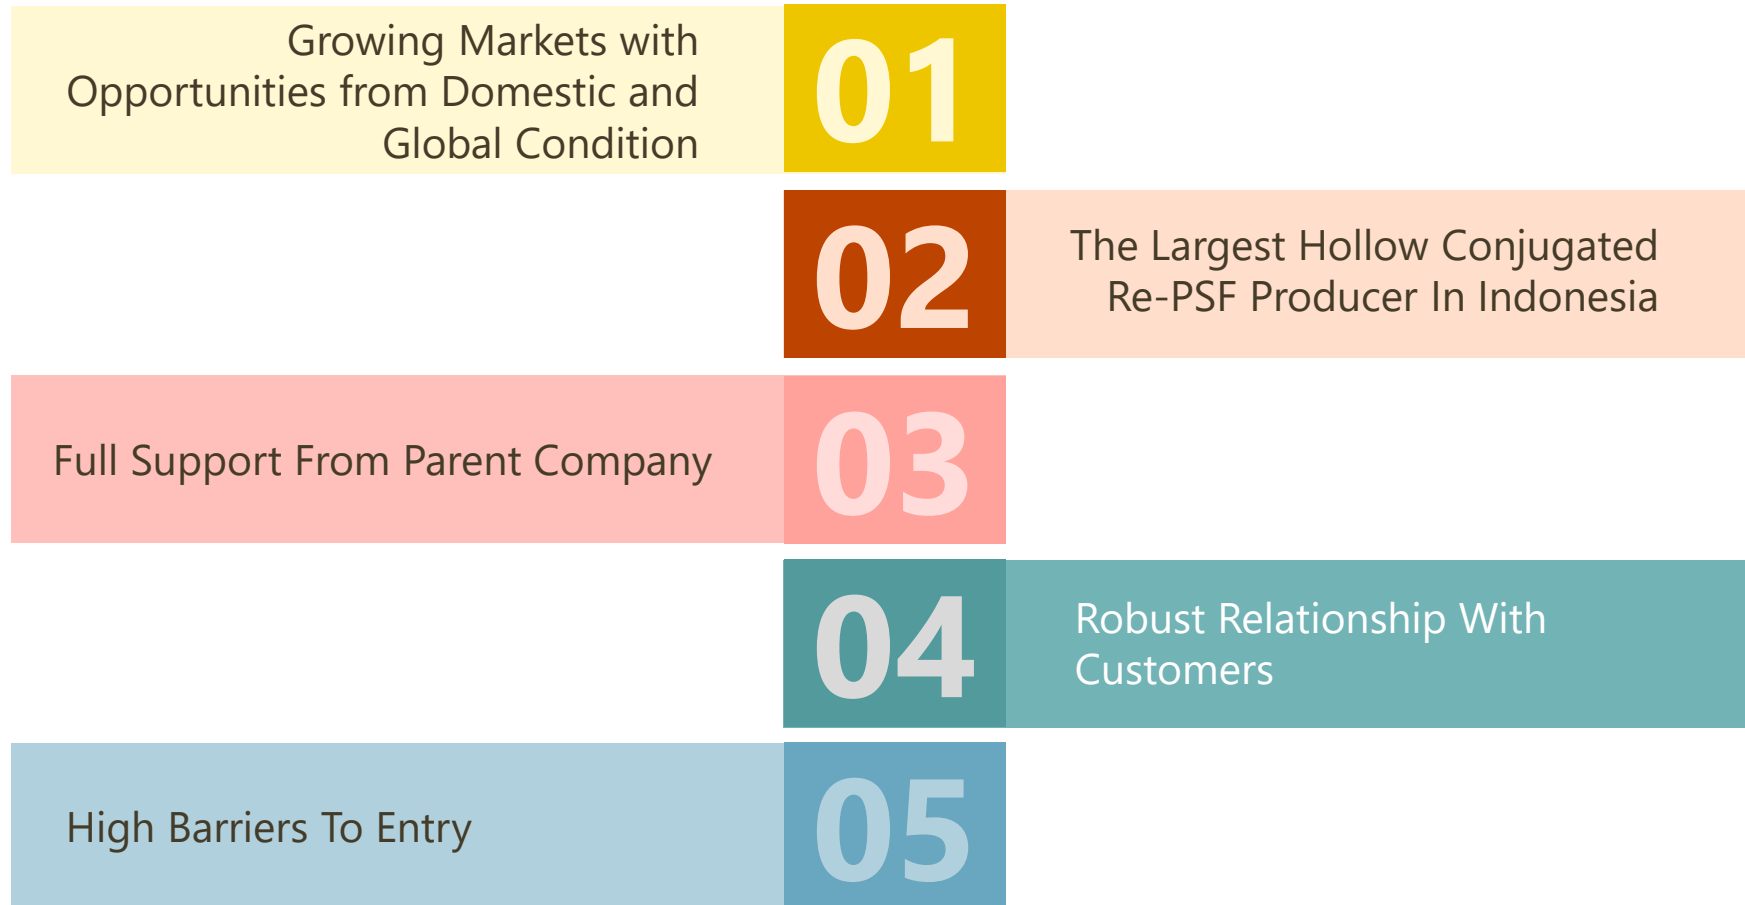 Growing Markets with
Opportunities from Domestic and
Global Condition
01
02
The Largest Hollow Conjugated
Re-PSF Producer In Indonesia
Full Support From Parent Company
03
04
Robust Relationship With
Customers
High Barriers To Entry
05